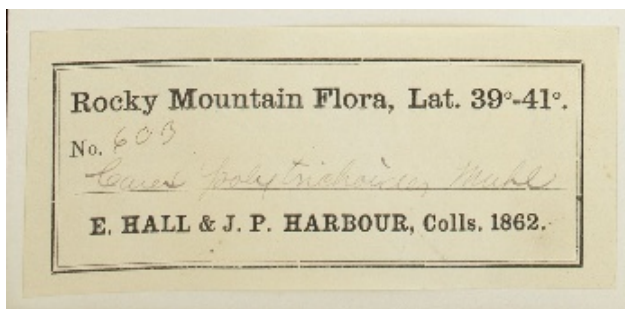 Rocky Mountain Flora, Lat. 39°-41°.
No. 603
Carex polytrichoides, Muhl
E. HALL & J. P. HARBOUR, Colls. 1862.